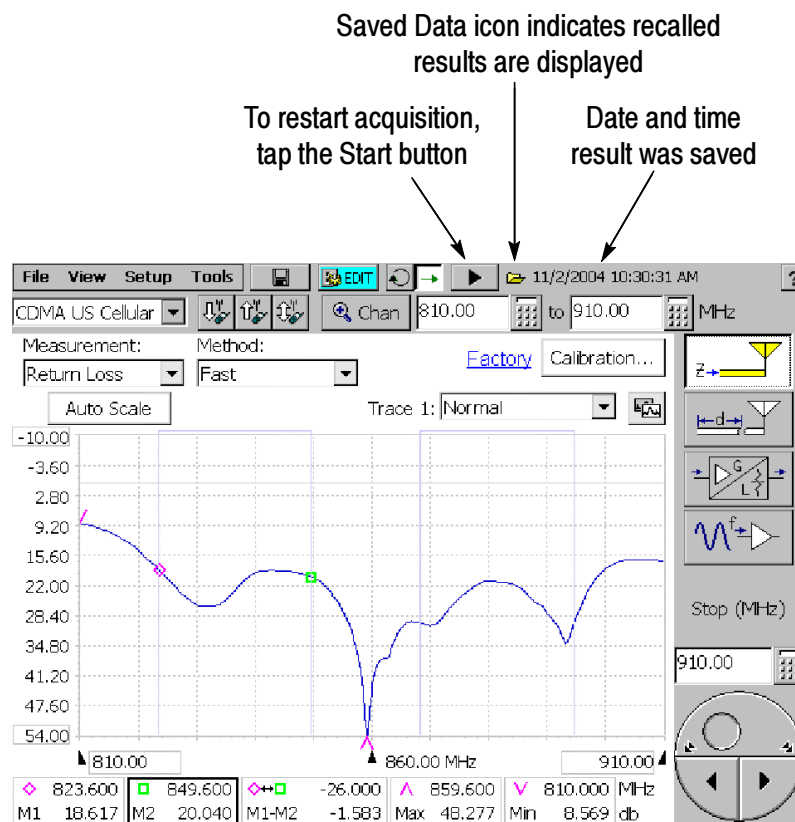 Saved Data icon indicates recalled
results are displayed
To restart acquisition,
tap the Start button
Date and time
result was saved
File View Setup Tools EDIT 11/2/2004 10:30:31 AM ?
CDMA US Cellular Chan 810.00 to 910.00 MHz
Measurement: Method:
Return Loss Fast Factory Calibration...
Auto Scale Trace 1: Normal
-10.00
-3.60
2.80
9.20
15.60
22.00
28.40
34.80
41.20
47.60
54.00
810.00 860.00 MHz 910.00
Z
d
G
L
f
Stop (MHz)
910.00
823.600 849.600 -26.000 859.600 810.000 MHz
M1 18.617 M2 20.040 M1-M2 -1.583 Max 48.277 Min 8.569 db